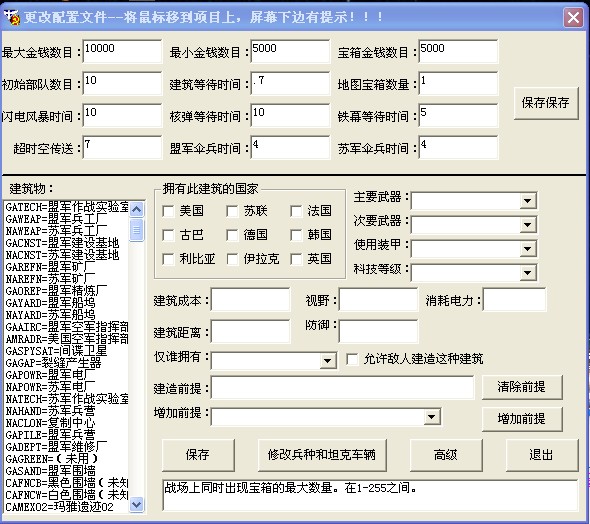 更改配置文件--将鼠标移到项目上，屏幕下边有提示！！！
最大金钱数目： 10000 最小金钱数目： 5000 宝箱金钱数目： 5000
初始部队数目： 10 建筑等待时间： .7 地图宝箱数量： 1
保存保存
闪电风暴时间： 10 核弹等待时间： 10 铁幕等待时间： 5
超时空传送： 7 盟军伞兵时间： 4 苏军伞兵时间： 4
建筑物：
GATECH=盟军作战实验室
GAWEAP=盟军兵工厂
NAWEAP=苏军兵工厂
GACNST=盟军建设基地
NACNST=苏军建设基地
GAREFN=盟军矿厂
NAREFN=苏军矿厂
GAOREP=盟军精炼厂
GAYARD=盟军船坞
NAYARD=苏军船坞
GAAIRC=盟军空军指挥部
AMRADR=美国空军指挥部
GASPYSAT=间谍卫星
GAGAP=裂缝产生器
GAPOWR=盟军电厂
NAPOWR=苏军电厂
NATECH=苏军作战实验室
NAHAND=苏军兵营
NACLON=复制中心
GAPILE=盟军兵营
GADEPT=盟军维修厂
GAGREEN=（未用）
GASAND=盟军围墙
CAFNCB=黑色围墙（未知
CAFNCW=白色围墙（未知
CAMEX02=玛雅遗迹02
拥有此建筑的国家
美国 苏联 法国
古巴 德国 韩国
利比亚 伊拉克 英国
主要武器：
次要武器：
使用装甲：
科技等级：
建筑成本： 视野： 消耗电力：
建筑距离： 防御：
仅谁拥有： 允许敌人建造这种建筑
建造前提： 清除前提
增加前提： 增加前提
保存 修改兵种和坦克车辆 高级 退出
战场上同时出现宝箱的最大数量。在1-255之间。